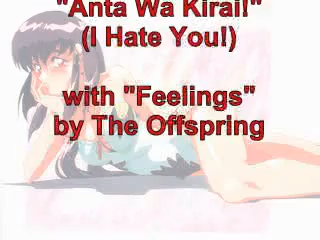 "Anta Wa Kirai!"
(I Hate You!)
with "Feelings"
by The Offspring